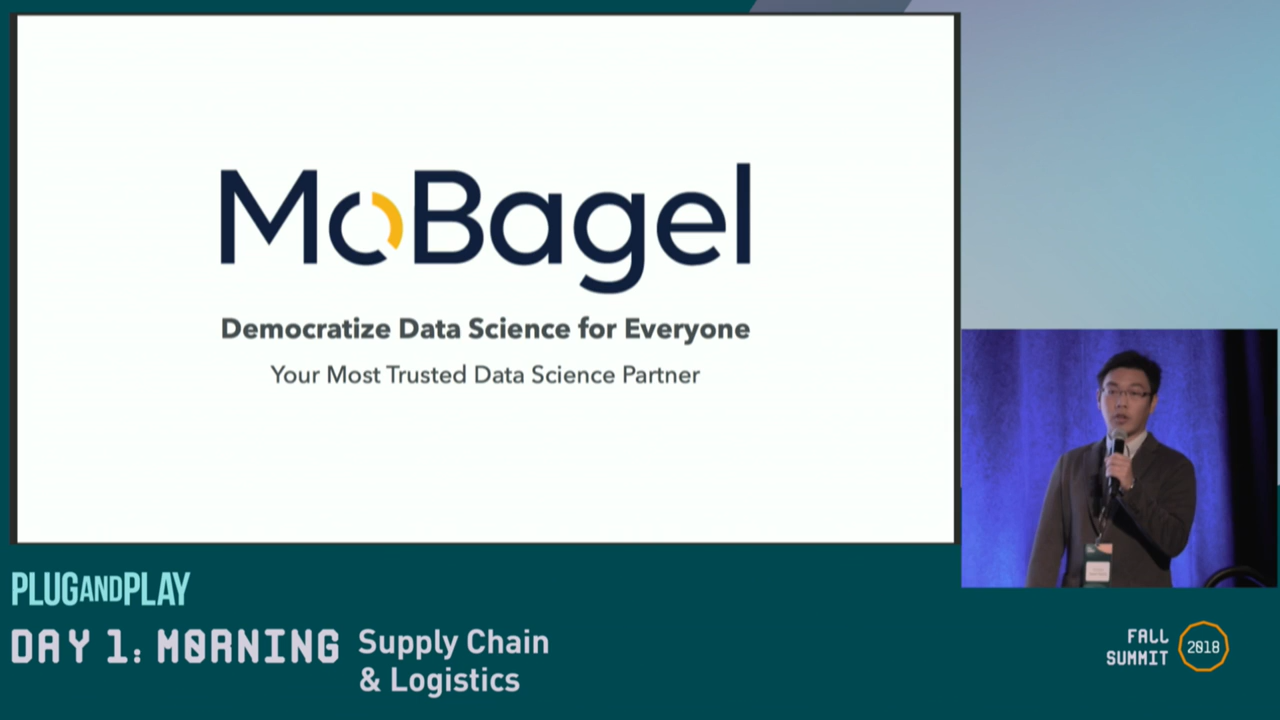 MoBagel
Democratize Data Science for Everyone
Your Most Trusted Data Science Partner
PLUGANDPLAY
DAY 1: MORNING
Supply Chain
& Logistics
FALL
SUMMIT
2018